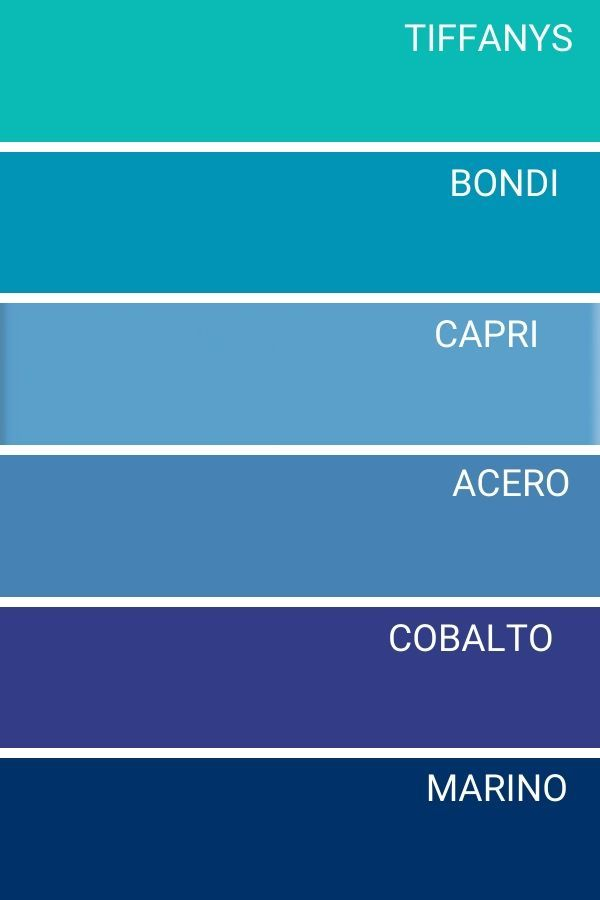 TIFFANYS
BONDI
CAPRI
ACERO
COBALTO
MARINO